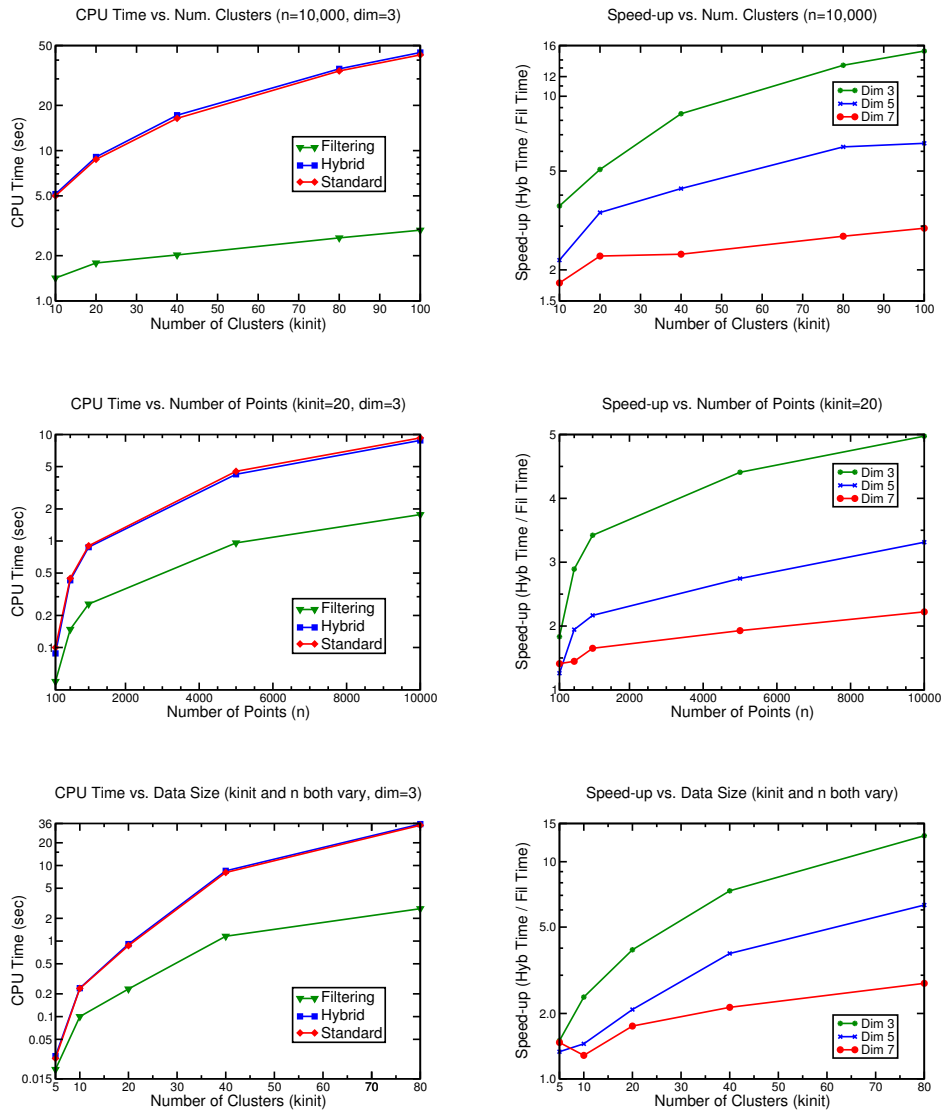 CPU Time vs. Num. Clusters (n=10,000, dim=3)
50
20
10
5.0
2.0
1.0
CPU Time (sec)
Filtering
Hybrid
Standard
10 20 30 40 50 60 70 80 90 100
Number of Clusters (kinit)
Speed-up vs. Num. Clusters (n=10,000)
16
14
12
10
5
2
1.5
Speed-up (Hyb Time / Fil Time)
Dim 3
Dim 5
Dim 7
10 20 30 40 50 60 70 80 90 100
Number of Clusters (kinit)
CPU Time vs. Number of Points (kinit=20, dim=3)
10
5
2
1
0.5
0.2
0.1
CPU Time (sec)
Filtering
Hybrid
Standard
100 2000 4000 6000 8000 10000
Number of Points (n)
Speed-up vs. Number of Points (kinit=20)
5
4
3
2
1
Speed-up (Hyb Time / Fil Time)
Dim 3
Dim 5
Dim 7
100 2000 4000 6000 8000 10000
Number of Points (n)
CPU Time vs. Data Size (kinit and n both vary, dim=3)
36
20
10
5
2
1
0.5
0.2
0.1
0.05
0.015
CPU Time (sec)
Filtering
Hybrid
Standard
5 10 20 30 40 50 60 70 80
Number of Clusters (kinit)
Speed-up vs. Data Size (kinit and n both vary)
15
10
5.0
2.0
1.0
Speed-up (Hyb Time / Fil Time)
Dim 3
Dim 5
Dim 7
5 10 20 30 40 50 60 70 80
Number of Clusters (kinit)